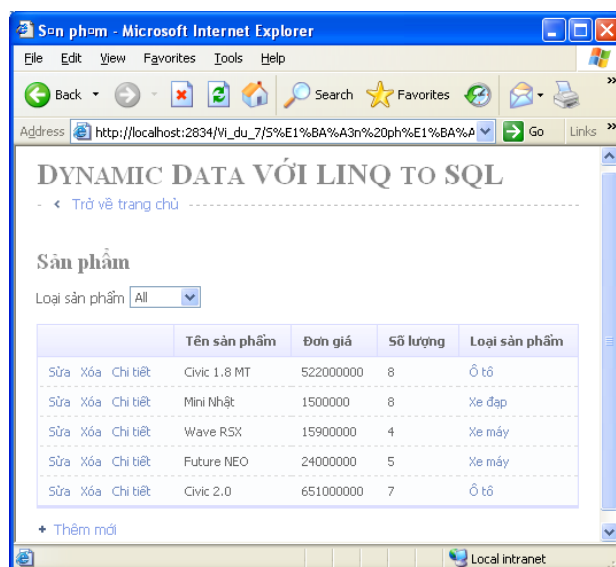 Sản phẩm - Microsoft Internet Explorer
File Edit View Favorites Tools Help
Back Search Favorites »
Address http://localhost:2834/Vi_du_7/S%E1%BA%A3n%20ph%E1%BA%A Go Links »
DYNAMIC DATA VỚI LINQ TO SQL
- < Trở về trang chủ
Sản phẩm
Loại sản phẩm All
Tên sản phẩm Đơn giá Số lượng Loại sản phẩm
Sửa Xóa Chi tiết Civic 1.8 MT 522000000 8 Ô tô
Sửa Xóa Chi tiết Mini Nhật 1500000 8 Xe đạp
Sửa Xóa Chi tiết Wave RSX 15900000 4 Xe máy
Sửa Xóa Chi tiết Future NEO 24000000 5 Xe máy
Sửa Xóa Chi tiết Civic 2.0 651000000 7 Ô tô
+ Thêm mới
Local intranet